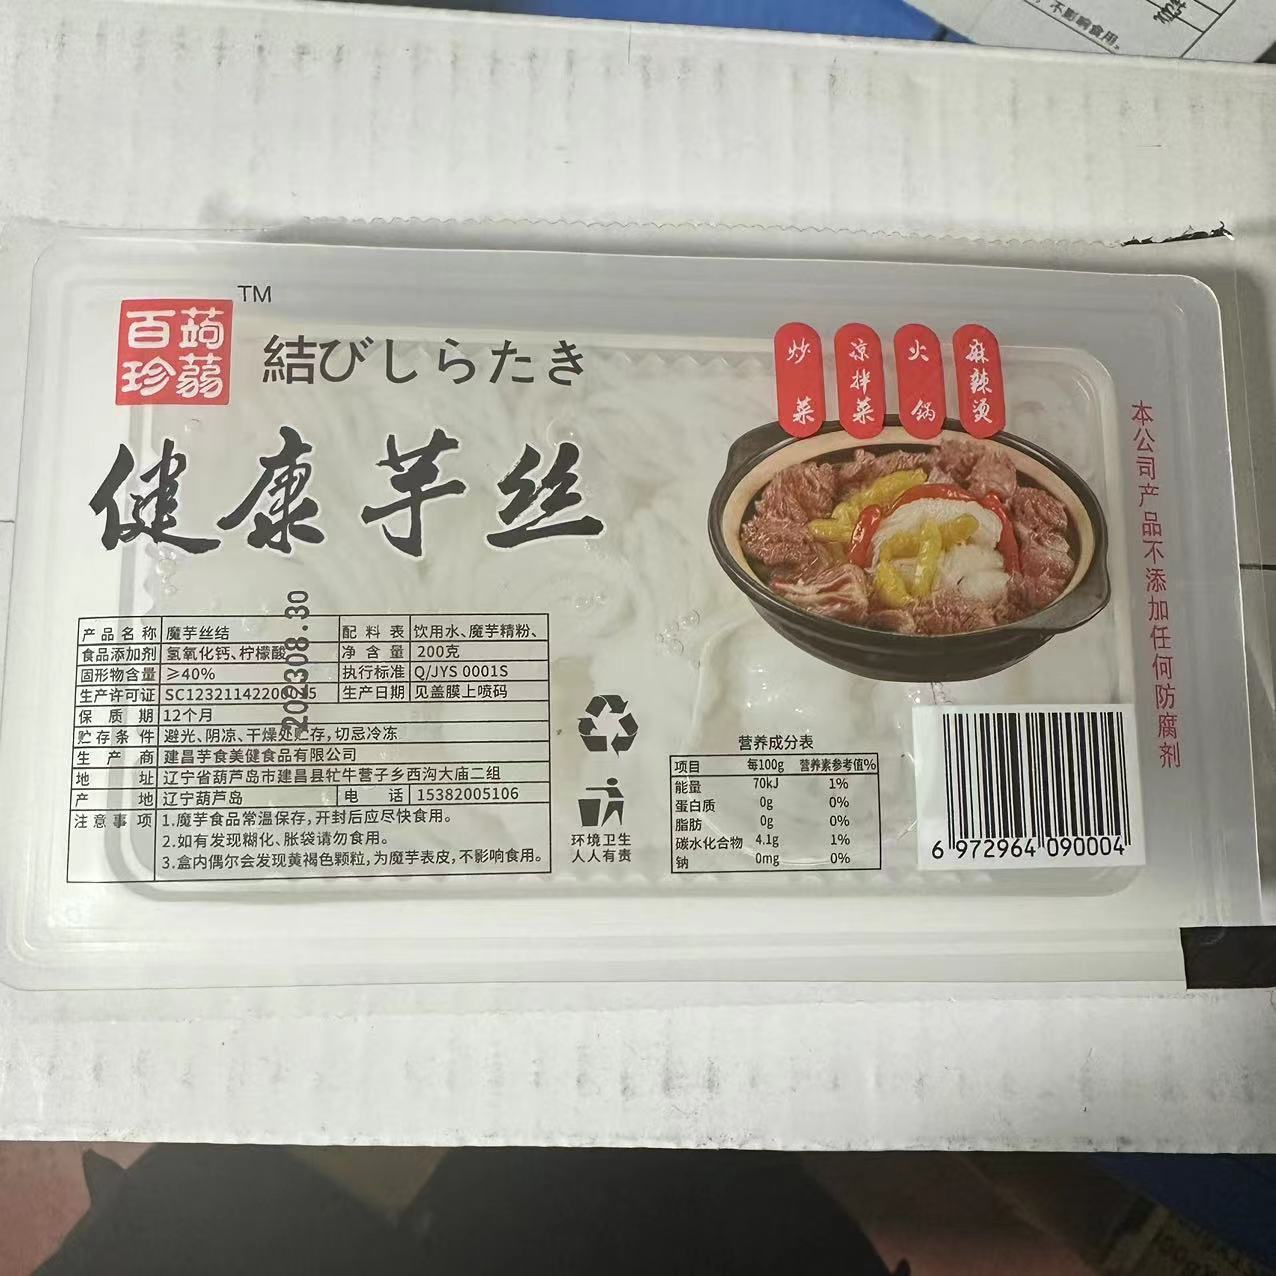 不影响食用。
百蒟
珍蒻
TM
結びしらたき
健康芋丝
炒菜
凉拌菜
火锅
麻辣烫
本公司产品不添加任何防腐剂
202308.30
产品名称 魔芋丝结 配料表 饮用水、魔芋精粉、
食品添加剂 氢氧化钙、柠檬酸 净含量 200克
固形物含量 ≥40% 执行标准 Q/JYS 0001S
生产许可证 生产日期 见盖膜上喷码
保质期 12个月
贮存条件 避光、阴凉、干燥处贮存,切忌冷冻
生产商 建昌芋食美健食品有限公司
地址 辽宁省葫芦岛市建昌县牤牛营子乡西沟大庙二组
产地 辽宁葫芦岛 电话 15382005106
注意事项 1.魔芋食品常温保存,开封后应尽快食用。
2.如有发现糊化、胀袋请勿食用。
3.盒内偶尔会发现黄褐色颗粒,为魔芋表皮,不影响食用。
环境卫生
人人有责
营养成分表
项目 每100g 营养素参考值%
能量 70kJ 1%
蛋白质 0g 0%
脂肪 0g 0%
碳水化合物 4.1g 1%
钠 0mg 0%
6 972964 090004